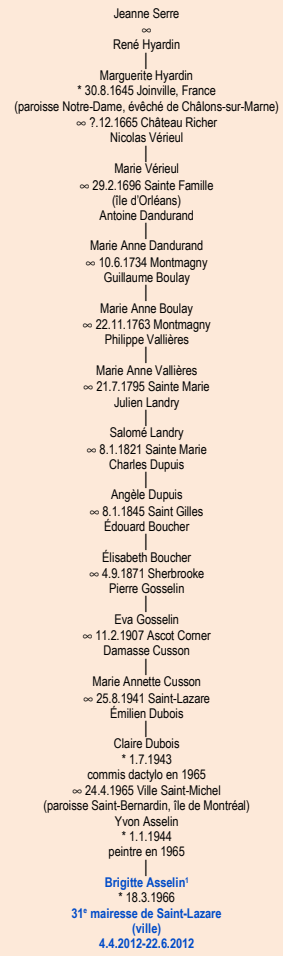 Jeanne Serre
∞
René Hyardin
Marguerite Hyardin
* 30.8.1645 Joinville, France
(paroisse Notre-Dame, évêché de Châlons-sur-Marne)
∞ ?.12.1665 Château Richer
Nicolas Vérieul
Marie Vérieul
∞ 29.2.1696 Sainte Famille
(île d'Orléans)
Antoine Dandurand
Marie Anne Dandurand
∞ 10.6.1734 Montmagny
Guillaume Boulay
Marie Anne Boulay
∞ 22.11.1763 Montmagny
Philippe Vallières
Marie Anne Vallières
∞ 21.7.1795 Sainte Marie
Julien Landry
Salomé Landry
∞ 8.1.1821 Sainte Marie
Charles Dupuis
Angèle Dupuis
∞ 8.1.1845 Saint Gilles
Édouard Boucher
Élisabeth Boucher
∞ 4.9.1871 Sherbrooke
Pierre Gosselin
Eva Gosselin
∞ 11.2.1907 Ascot Corner
Damasse Cusson
Marie Annette Cusson
∞ 25.8.1941 Saint-Lazare
Émilien Dubois
Claire Dubois
* 1.7.1943
commis dactylo en 1965
∞ 24.4.1965 Ville Saint-Michel
(paroisse Saint-Bernardin, île de Montréal)
Yvon Asselin
* 1.1.1944
peintre en 1965
Brigitte Asselin¹
* 18.3.1966
31e mairesse de Saint-Lazare
(ville)
4.4.2012-22.6.2012